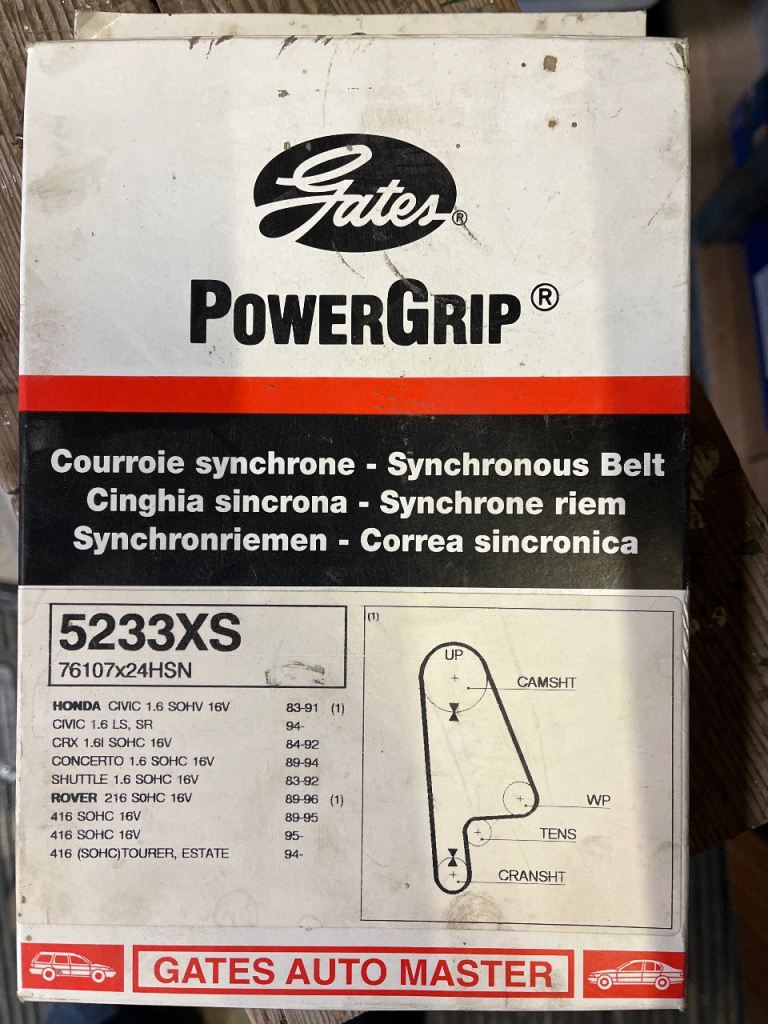 Gates®
POWERGRIP®
Courroie synchrone - Synchronous Belt
Cinghia sincrona - Synchrone riem
Synchronriemen - Correa sincronica
5233XS
76107x24HSN
HONDA CIVIC 1.6 SOHV 16V 83-91 (1)
CIVIC 1.6 LS, SR 94-
CRX 1.6I SOHC 16V 84-92
CONCERTO 1.6 SOHC 16V 89-94
SHUTTLE 1.6 SOHC 16V 83-92
ROVER 216 SOHC 16V 89-96 (1)
416 SOHC 16V 89-95
416 SOHC 16V 95-
416 (SOHC)TOURER, ESTATE 94-
(1)
UP
CAMSHT
WP
TENS
CRANSHT
GATES AUTO MASTER